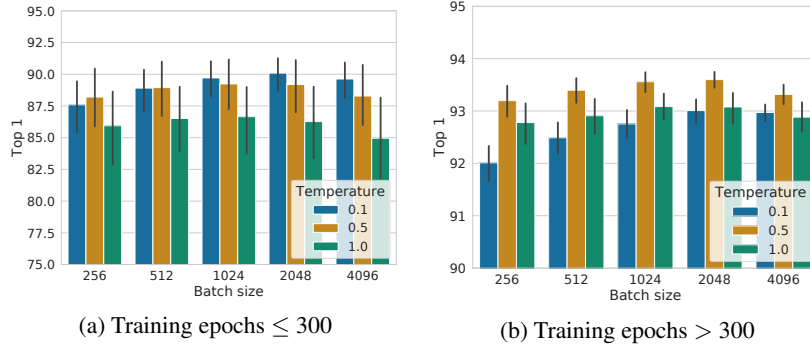 95.0
92.5
90.0
87.5
85.0
82.5
80.0
77.5
75.0
Top 1
256 512 1024 2048 4096
Batch size
Temperature
0.1
0.5
1.0
(a) Training epochs ≤ 300
95
94
93
92
91
90
Top 1
256 512 1024 2048 4096
Batch size
Temperature
0.1
0.5
1.0
(b) Training epochs > 300